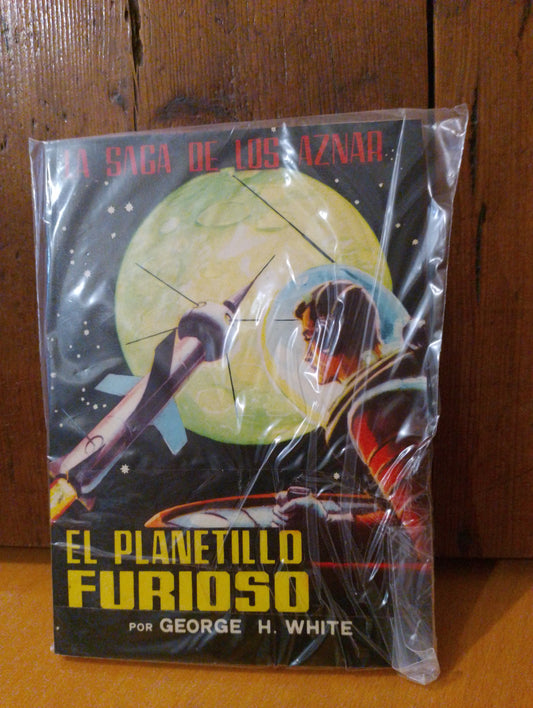 LA SAGA DE LOS AZNAR
EL PLANETILLO
FURIOSO
POR GEORGE H. WHITE